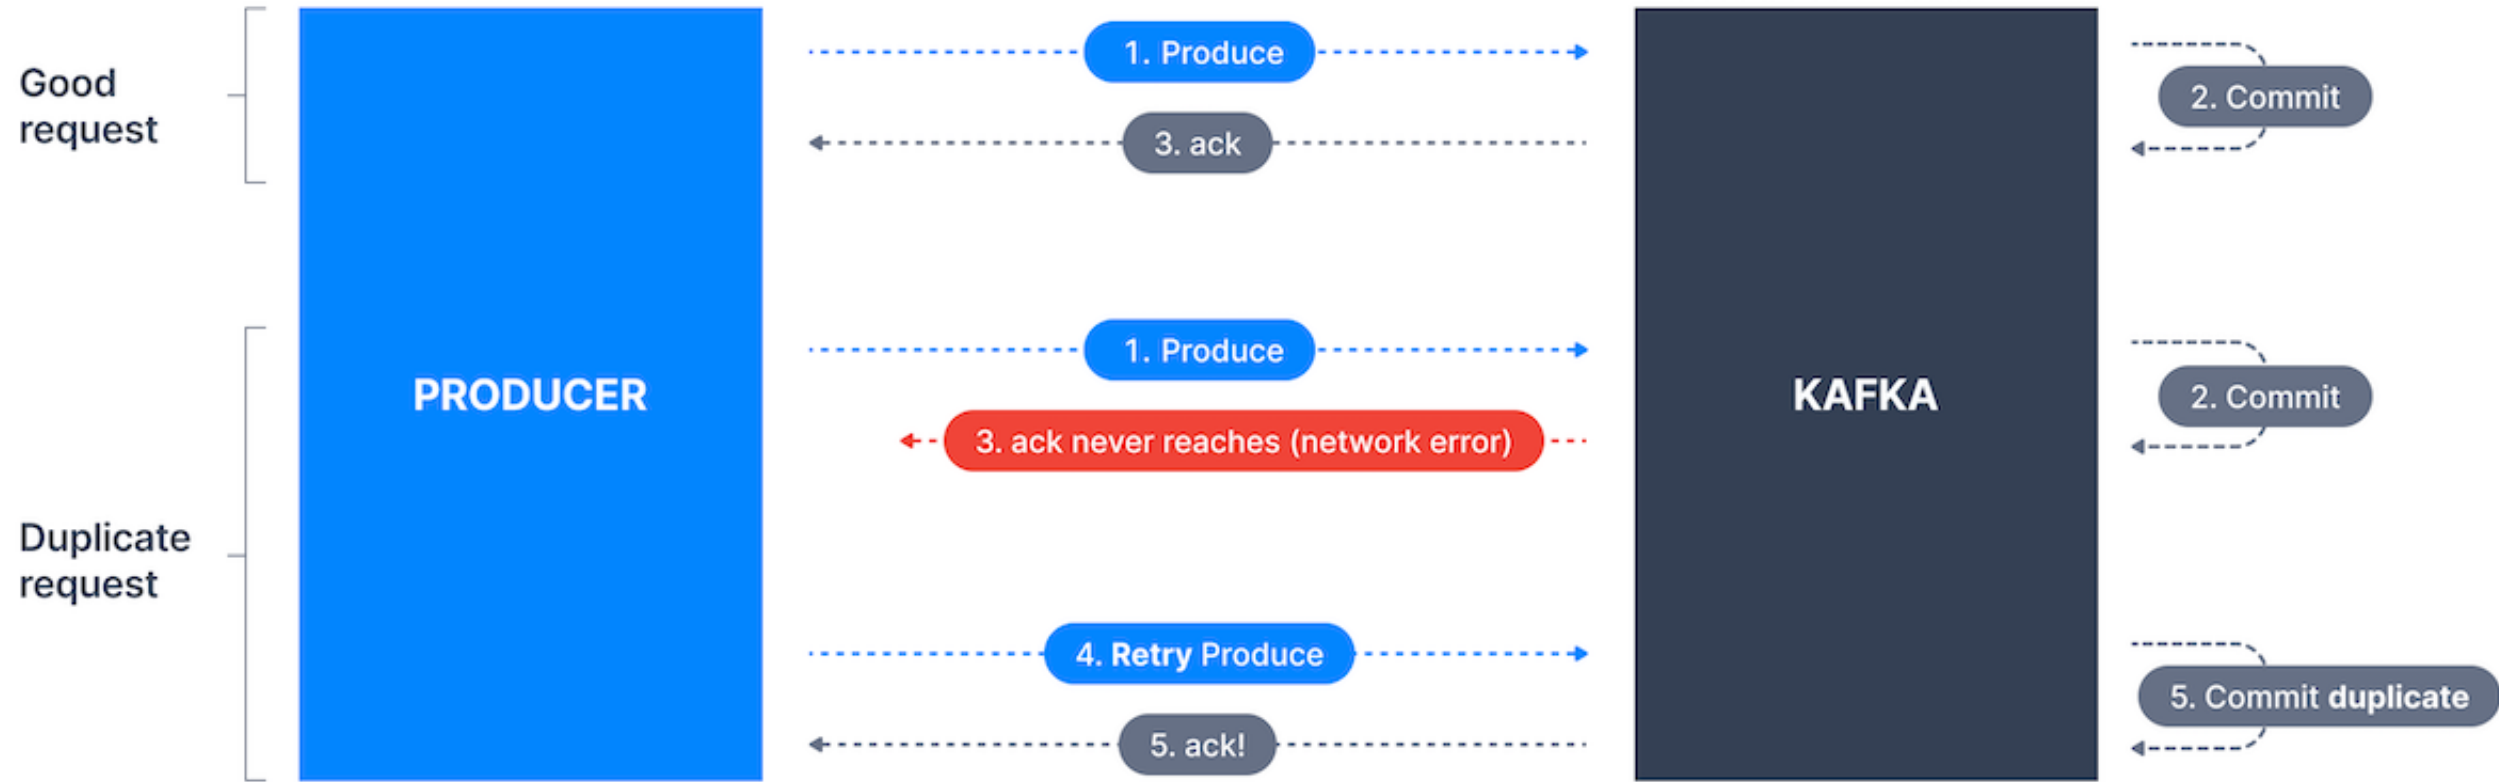 Good
request
1. Produce
2. Commit
3. ack
PRODUCER
KAFKA
Duplicate
request
1. Produce
2. Commit
3. ack never reaches (network error)
4. Retry Produce
5. Commit duplicate
5. ack!